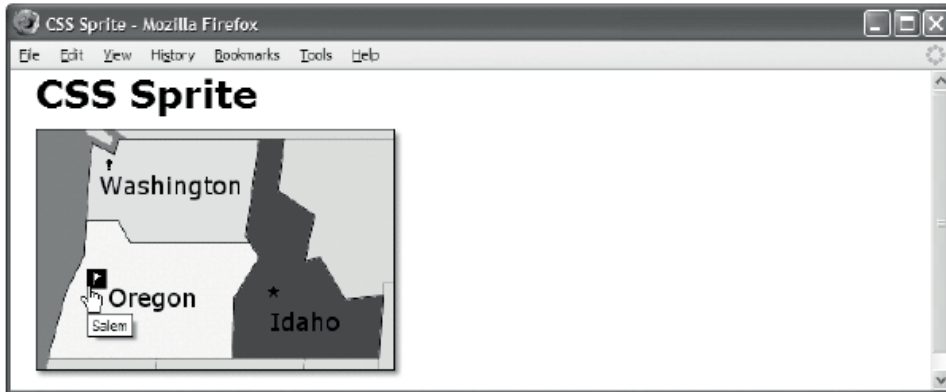 CSS Sprite - Mozilla Firefox
File Edit View History Bookmarks Tools Help
CSS Sprite
Washington
Oregon
Salem
Idaho